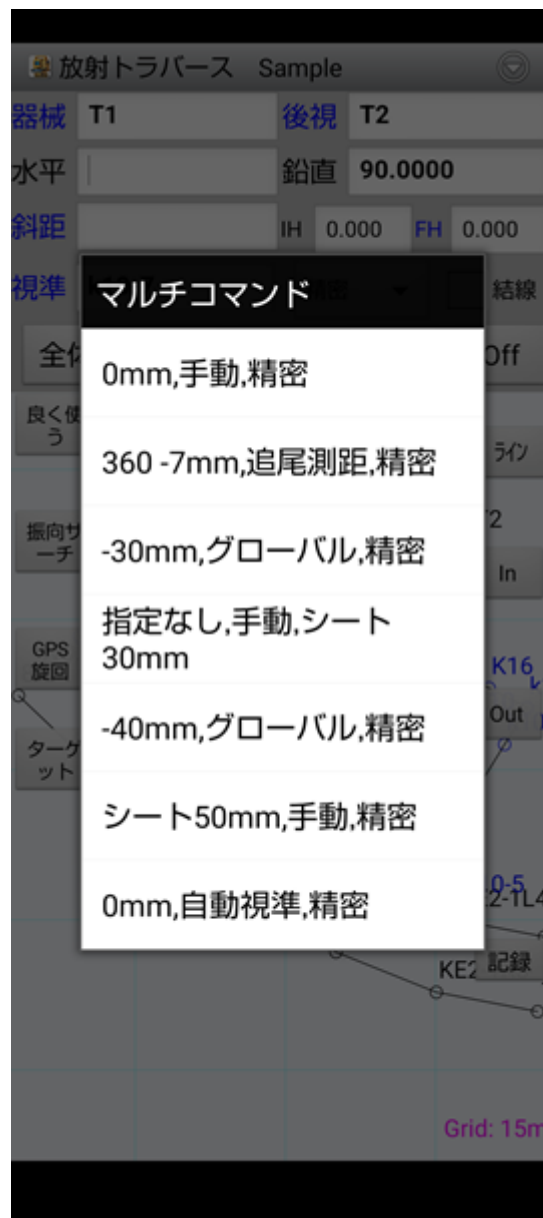 放射トラバース Sample
器械 T1 後視 T2
水平 鉛直 90.0000
斜距 IH 0.000 FH 0.000
視準 結線
マルチコマンド
全体 Off
0mm,手動,精密
良く使
う
ライン
360 -7mm,追尾測距,精密
振向サ
ーチ
-30mm,グローバル,精密
In
指定なし,手動,シート
30mm
GPS
旋回
K16
-40mm,グローバル,精密
Out
ターゲ
ット
シート50mm,手動,精密
0mm,自動視準,精密
0-5
KE2
記録
Grid: 15m